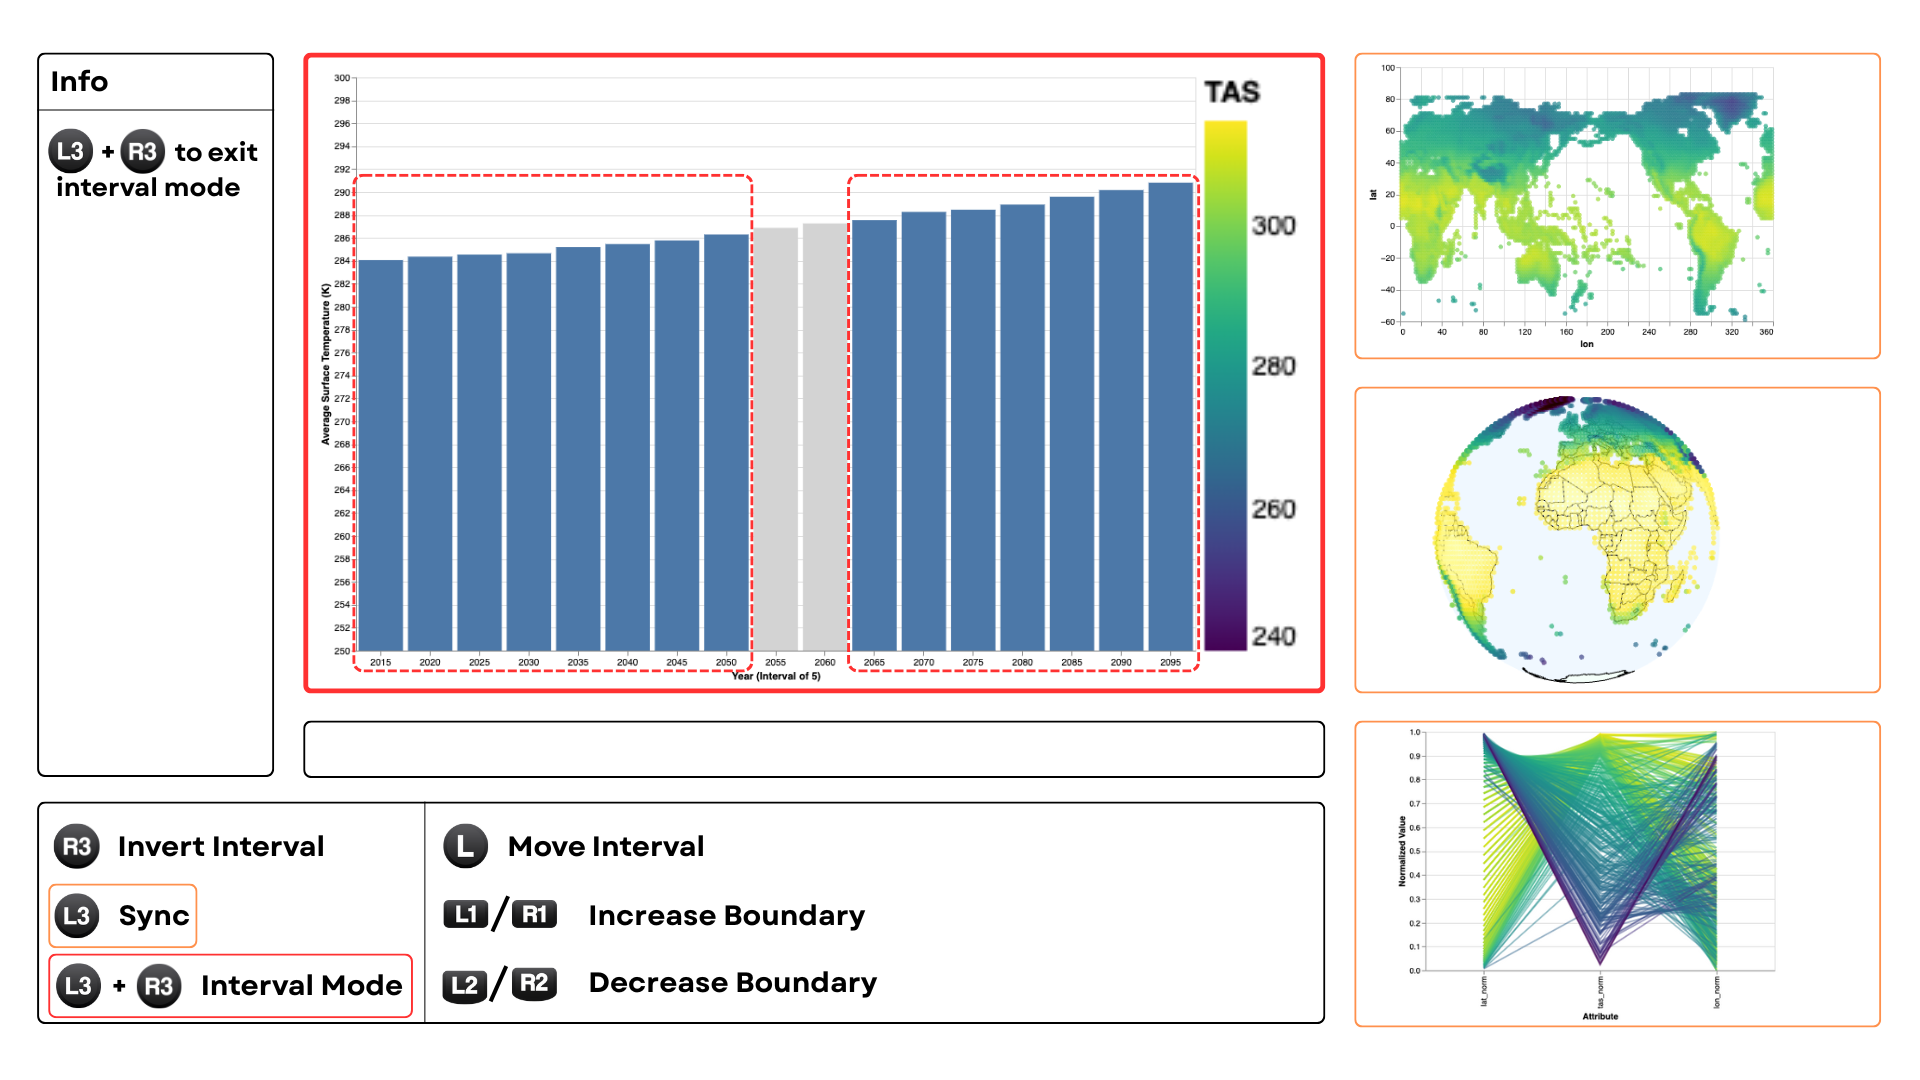 Info
L3 + R3 to exit
interval mode
300
298
296
294
292
290
288
286
284
282
280
278
276
274
272
270
268
266
264
262
260
258
256
254
252
250
Average Surface Temperature (K)
2015 2020 2025 2030 2035 2040 2045 2050 2055 2060 2065 2070 2075 2080 2085 2090 2095
Year (Interval of 5)
TAS
300
280
260
240
100
80
60
40
20
0
−20
−40
−60
lat
0 40 80 120 160 200 240 280 320 360
lon
1.0
0.9
0.8
0.7
0.6
0.5
0.4
0.3
0.2
0.1
0.0
Normalized Value
lat_norm
tas_norm
lon_norm
Attribute
R3 Invert Interval
L3 Sync
L3 + R3 Interval Mode
L Move Interval
L1 / R1 Increase Boundary
L2 / R2 Decrease Boundary